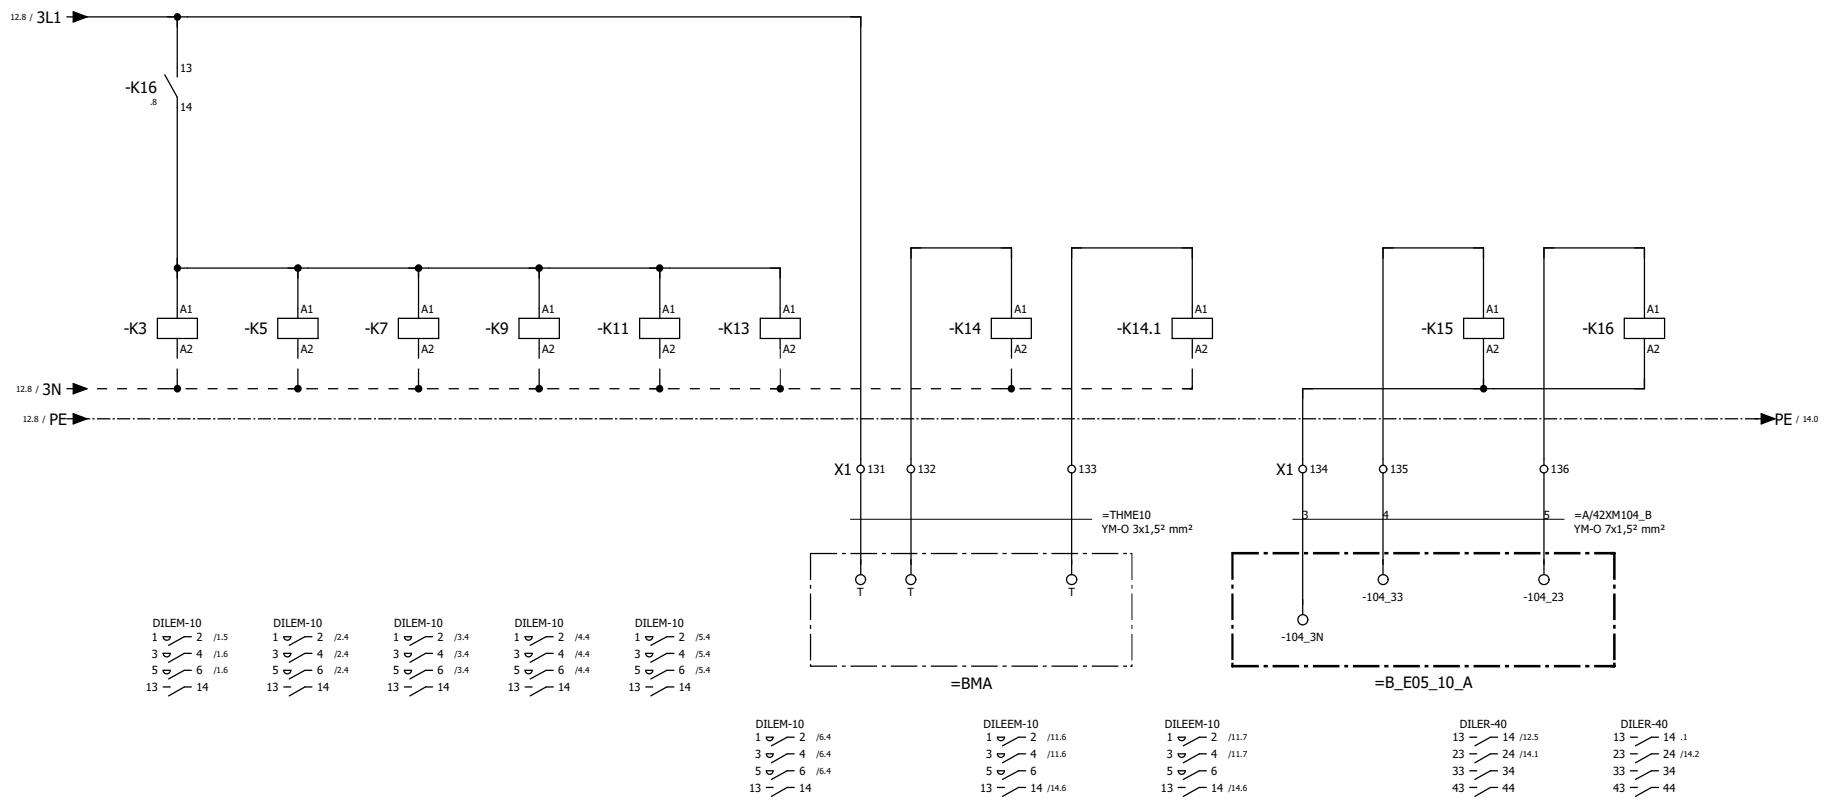 12.8 / 3L1
13
-K16
.8
14
A1 A1 A1 A1 A1 A1 A1 A1 A1 A1
-K3 -K5 -K7 -K9 -K11 -K13 -K14 -K14.1 -K15 -K16
A2 A2 A2 A2 A2 A2 A2 A2 A2 A2
12.8 / 3N
12.8 / PE PE / 14.0
X1 131 132 133 X1 134 135 136
=THME10 3 4 5 =A/42XM104_B
YM-O 3x1,5² mm² YM-O 7x1,5² mm²
T T T -104_33 -104_23
-104_3N
=BMA =B_E05_10_A
DILEM-10 DILEM-10 DILEM-10 DILEM-10 DILEM-10
1 2 /1.5 1 2 /2.4 1 2 /3.4 1 2 /4.4 1 2 /5.4
3 4 /1.6 3 4 /2.4 3 4 /3.4 3 4 /4.4 3 4 /5.4
5 6 /1.6 5 6 /2.4 5 6 /3.4 5 6 /4.4 5 6 /5.4
13 14 13 14 13 14 13 14 13 14
DILEM-10 DILEEM-10 DILEEM-10 DILER-40 DILER-40
1 2 /6.4 1 2 /11.6 1 2 /11.7 13 14 /12.5 13 14 .1
3 4 /6.4 3 4 /11.6 3 4 /11.7 23 24 /14.1 23 24 /14.2
5 6 /6.4 5 6 5 6 33 34 33 34
13 14 13 14 /14.6 13 14 /14.6 43 44 43 44